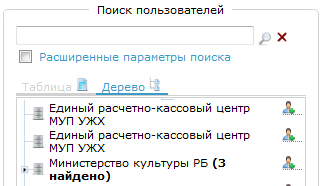 Поиск пользователей
Расширенные параметры поиска
Таблица Дерево
Единый расчетно-кассовый центр
МУП УЖХ
Единый расчетно-кассовый центр
МУП УЖХ
Министерство культуры РБ (3
найдено)